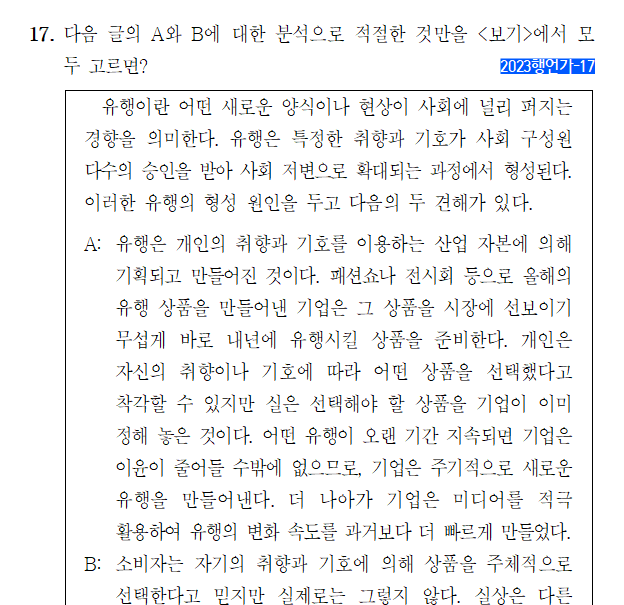 17. 다음 글의 A와 B에 대한 분석으로 적절한 것만을 <보기>에서 모
두 고르면?
2023행언가-17
유행이란 어떤 새로운 양식이나 현상이 사회에 널리 퍼지는
경향을 의미한다. 유행은 특정한 취향과 기호가 사회 구성원
다수의 승인을 받아 사회 저변으로 확대되는 과정에서 형성된다.
이러한 유행의 형성 원인을 두고 다음의 두 견해가 있다.
A: 유행은 개인의 취향과 기호를 이용하는 산업 자본에 의해
기획되고 만들어진 것이다. 패션쇼나 전시회 등으로 올해의
유행 상품을 만들어낸 기업은 그 상품을 시장에 선보이기
무섭게 바로 내년에 유행시킬 상품을 준비한다. 개인은
자신의 취향이나 기호에 따라 어떤 상품을 선택했다고
착각할 수 있지만 실은 선택해야 할 상품을 기업이 이미
정해 놓은 것이다. 어떤 유행이 오랜 기간 지속되면 기업은
이윤이 줄어들 수밖에 없으므로, 기업은 주기적으로 새로운
유행을 만들어낸다. 더 나아가 기업은 미디어를 적극
활용하여 유행의 변화 속도를 과거보다 더 빠르게 만들었다.
B: 소비자는 자기의 취향과 기호에 의해 상품을 주체적으로
선택한다고 믿지만 실제로는 그렇지 않다. 실상은 다른